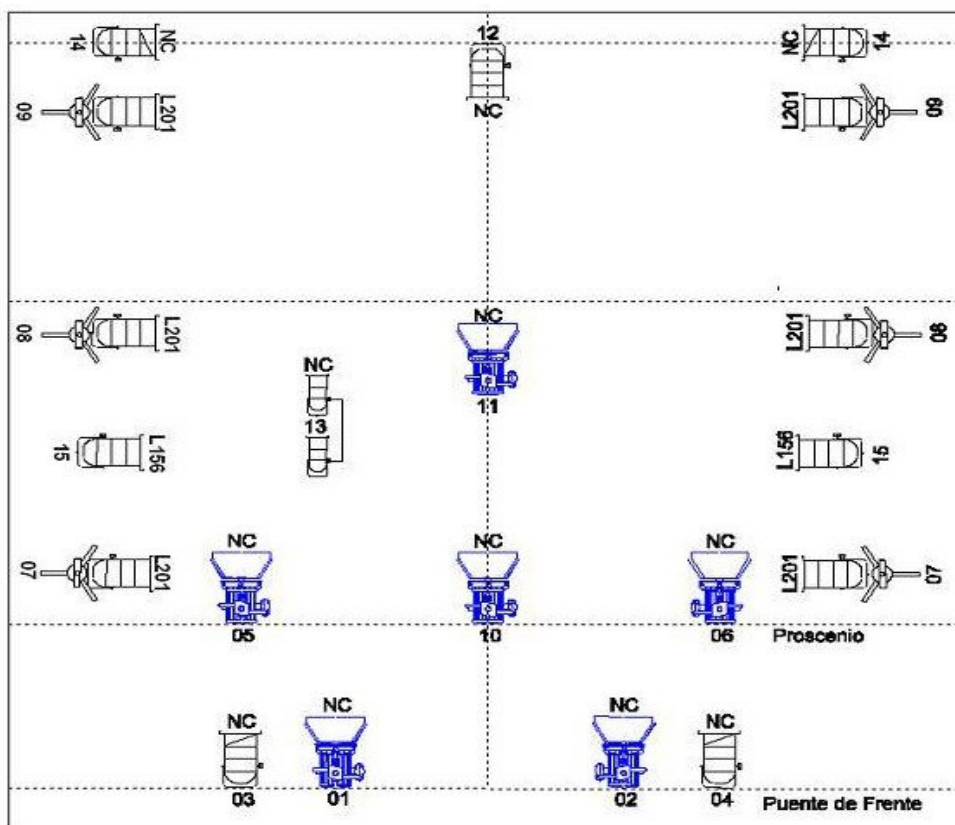 12
14 NC NC 14
NC
09 L201 L201 09
NC
08 L201 L201 08
NC
11
13
15 L156 L156 15
NC NC NC
07 L201 L201 07
05 10 06 Proscenio
NC NC NC NC
03 01 02 04 Puente de Frente